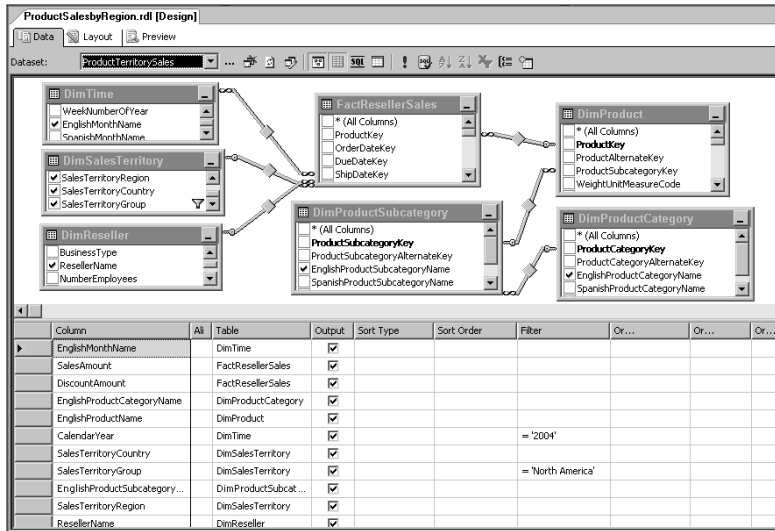 ProductSalesbyRegion.rdl [Design]
Data Layout Preview
Dataset: ProductTerritorySales ... SQL
DimTime
WeekNumberOfYear
EnglishMonthName
SpanishMonthName
DimSalesTerritory
SalesTerritoryRegion
SalesTerritoryCountry
SalesTerritoryGroup
DimReseller
BusinessType
ResellerName
NumberEmployees
FactResellerSales
* (All Columns)
ProductKey
OrderDateKey
DueDateKey
ShipDateKey
DimProductSubcategory
* (All Columns)
ProductSubcategoryKey
ProductSubcategoryAlternateKey
EnglishProductSubcategoryName
SpanishProductSubcategoryName
DimProduct
* (All Columns)
ProductKey
ProductAlternateKey
ProductSubcategoryKey
WeightUnitMeasureCode
DimProductCategory
* (All Columns)
ProductCategoryKey
ProductCategoryAlternateKey
EnglishProductCategoryName
SpanishProductCategoryName
Column Ali Table Output Sort Type Sort Order Filter Or... Or... Or...
EnglishMonthName DimTime
SalesAmount FactResellerSales
DiscountAmount FactResellerSales
EnglishProductCategoryName DimProductCategory
EnglishProductName DimProduct
CalendarYear DimTime = '2004'
SalesTerritoryCountry DimSalesTerritory
SalesTerritoryGroup DimSalesTerritory = 'North America'
EnglishProductSubcategory... DimProductSubcat...
SalesTerritoryRegion DimSalesTerritory
ResellerName DimReseller